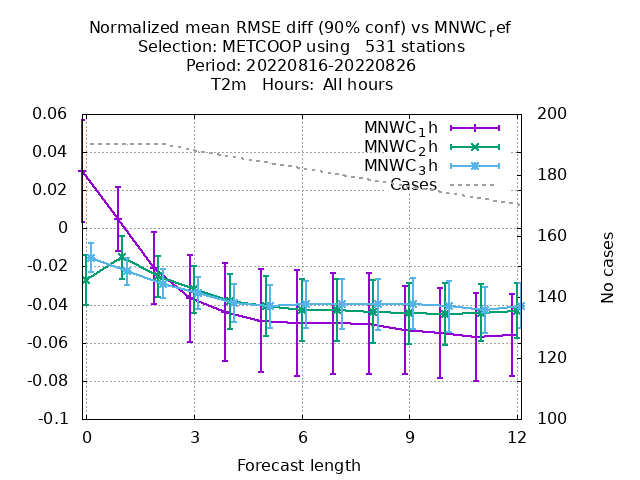 Normalized mean RMSE diff (90% conf) vs MNWC_ref
Selection: METCOOP using 531 stations
Period: 20220816-20220826
T2m Hours: All hours
0.06
0.04
0.02
0
-0.02
-0.04
-0.06
-0.08
-0.1
200
180
160
140
120
100
MNWC_1h
MNWC_2h
MNWC_3h
Cases
No cases
0 3 6 9 12
Forecast length